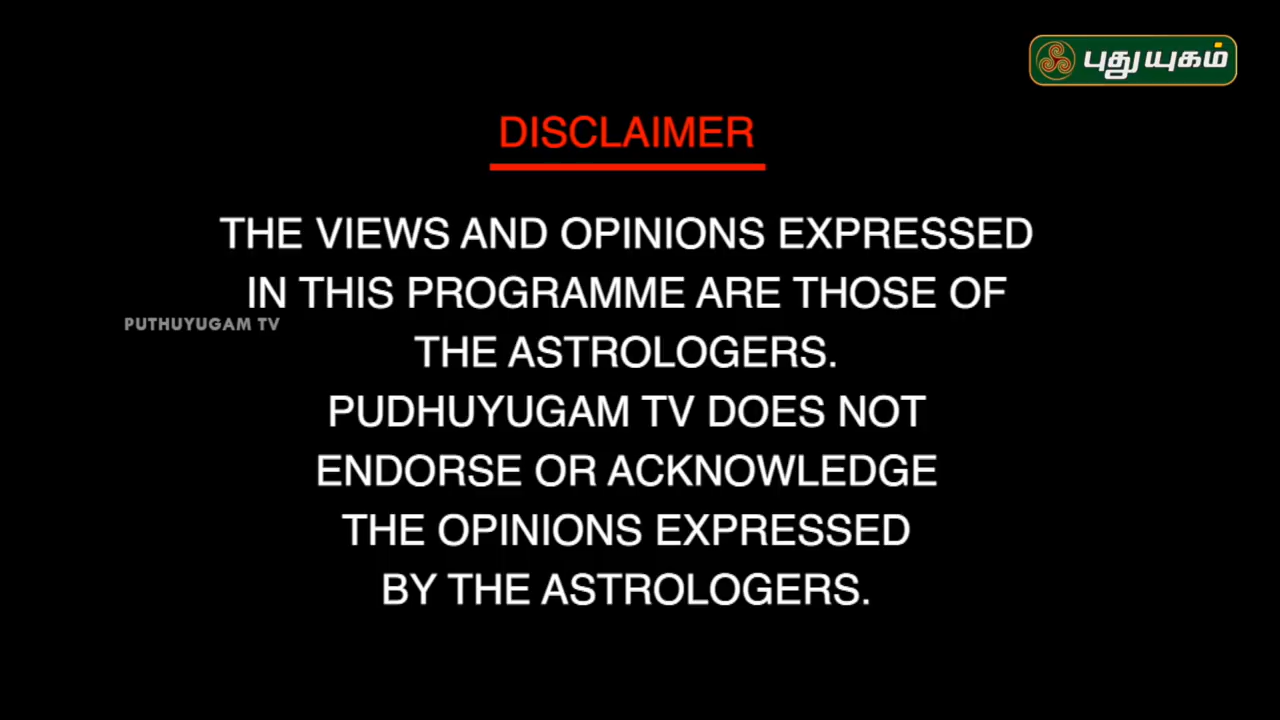 புதுயுகம்
DISCLAIMER
THE VIEWS AND OPINIONS EXPRESSED
IN THIS PROGRAMME ARE THOSE OF
PUTHUYUGAM TV
THE ASTROLOGERS.
PUDHUYUGAM TV DOES NOT
ENDORSE OR ACKNOWLEDGE
THE OPINIONS EXPRESSED
BY THE ASTROLOGERS.